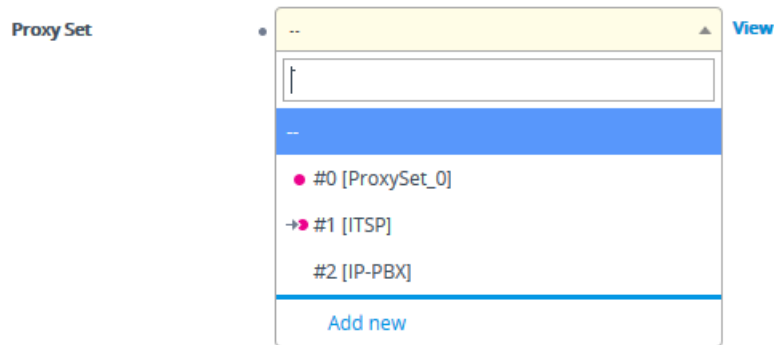 Proxy Set
--
View
--
#0 [ProxySet_0]
#1 [ITSP]
#2 [IP-PBX]
Add new